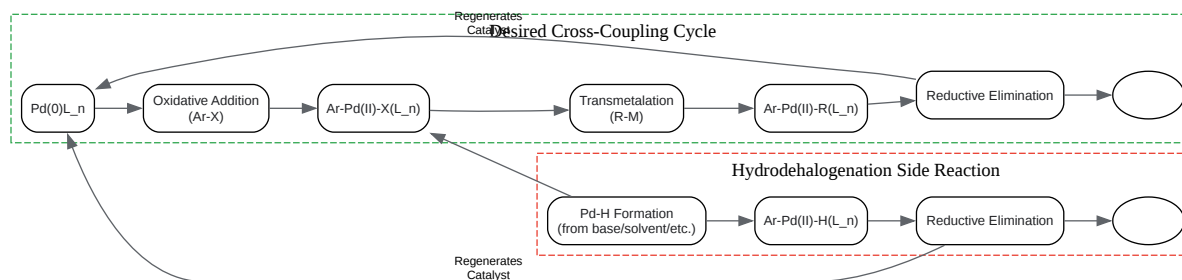 Regenerates
Catalyst
Desired Cross-Coupling Cycle
Pd(0)L_n
Oxidative Addition
(Ar-X)
Ar-Pd(II)-X(L_n)
Transmetalation
(R-M)
Ar-Pd(II)-R(L_n)
Reductive Elimination
Hydrodehalogenation Side Reaction
Pd-H Formation
(from base/solvent/etc.)
Ar-Pd(II)-H(L_n)
Reductive Elimination
Regenerates
Catalyst